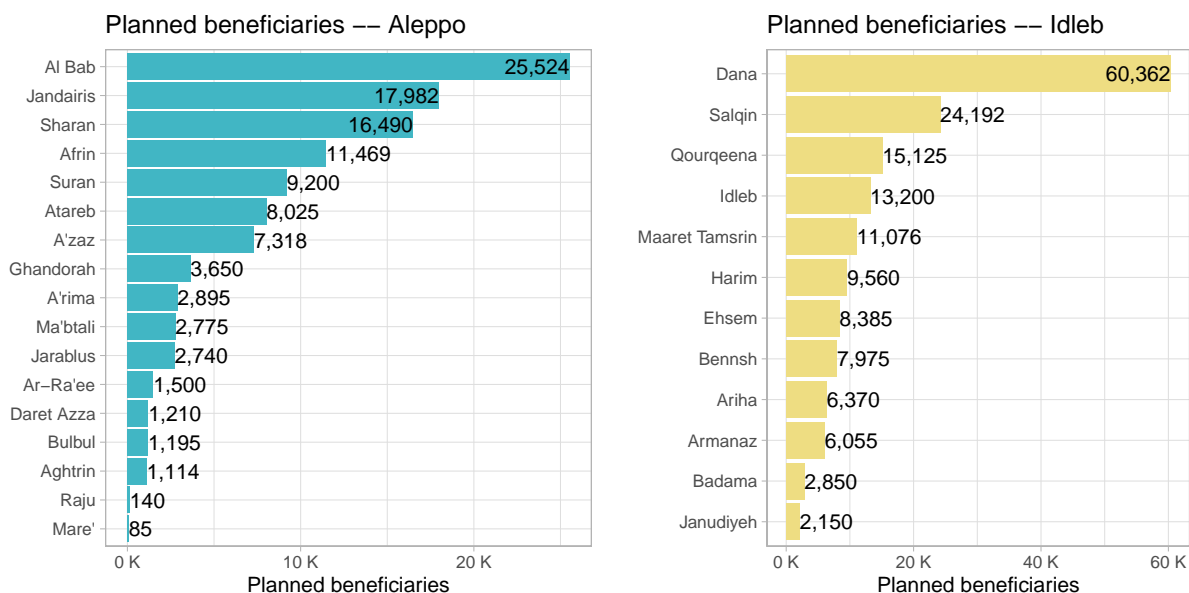 Planned beneficiaries −− Aleppo
Al Bab 25,524
Jandairis 17,982
Sharan 16,490
Afrin 11,469
Suran 9,200
Atareb 8,025
A'zaz 7,318
Ghandorah 3,650
A'rima 2,895
Ma'btali 2,775
Jarablus 2,740
Ar−Ra'ee 1,500
Daret Azza 1,210
Bulbul 1,195
Aghtrin 1,114
Raju 140
Mare' 85
0 K 10 K 20 K
Planned beneficiaries
Planned beneficiaries −− Idleb
Dana 60,362
Salqin 24,192
Qourqeena 15,125
Idleb 13,200
Maaret Tamsrin 11,076
Harim 9,560
Ehsem 8,385
Bennsh 7,975
Ariha 6,370
Armanaz 6,055
Badama 2,850
Janudiyeh 2,150
0 K 20 K 40 K 60 K
Planned beneficiaries